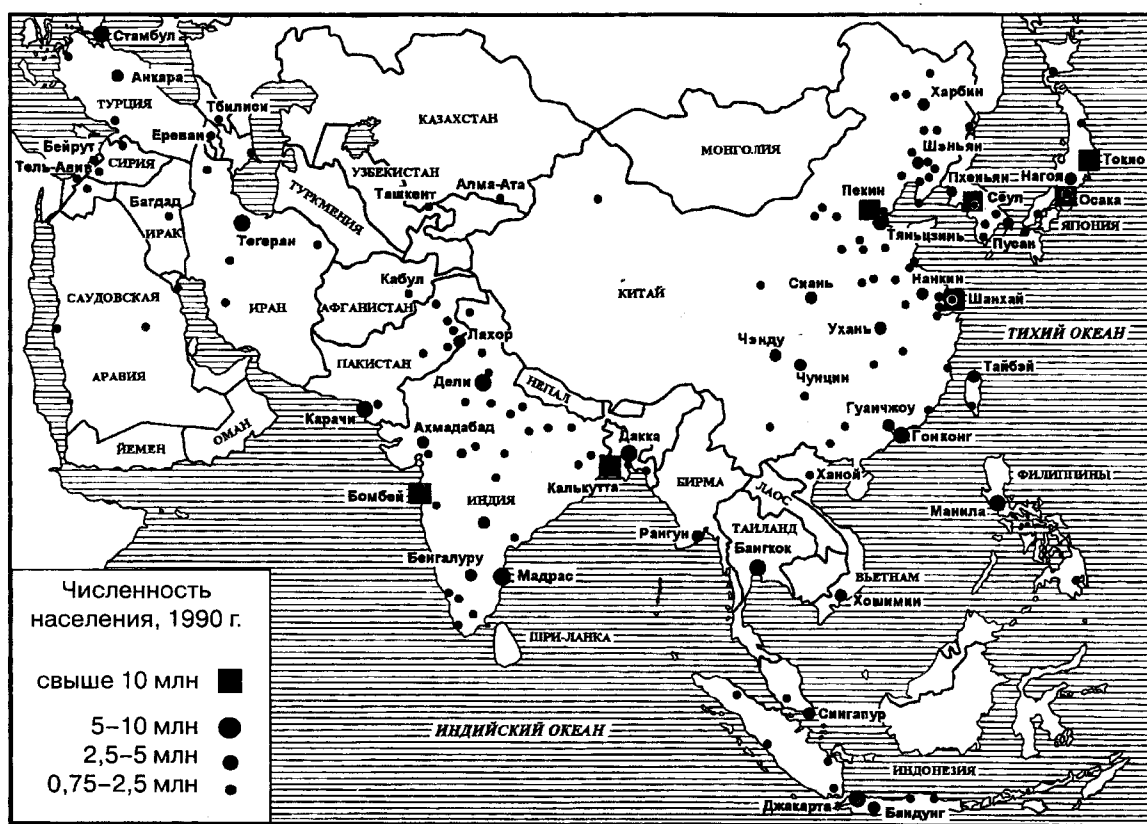 Стамбул
Анкара
ТУРЦИЯ
Тбилиси
Ереван
Бейрут
СИРИЯ
Тель-Авив
Багдад
ИРАК
Тегеран
САУДОВСКАЯ
АРАВИЯ
ЙЕМЕН
ОМАН
ИРАН
КАЗАХСТАН
УЗБЕКИСТАН
Ташкент
Алма-Ата
ТУРКМЕНИЯ
Кабул
АФГАНИСТАН
Лахор
ПАКИСТАН
Карачи
МОНГОЛИЯ
КИТАЙ
Харбин
Шэньян
Пекин
Тяньцзинь
Пхеньян
Сеул
Пусан
Нагоя
Токио
Осака
ЯПОНИЯ
Сиань
Нанкин
Шанхай
Ухань
Чэнду
Чунцин
ТИХИЙ ОКЕАН
Тайбэй
Гуанчжоу
Гонконг
Дели
НЕПАЛ
Ахмадабад
Дакка
Калькутта
Бомбей
ИНДИЯ
Бенгалуру
Мадрас
ШРИ-ЛАНКА
БИРМА
Рангун
Ханой
ЛАОС
ТАИЛАНД
Бангкок
ВЬЕТНАМ
Хошимин
ФИЛИППИНЫ
Манила
Сингапур
ИНДОНЕЗИЯ
Джакарта
Бандунг
ИНДИЙСКИЙ ОКЕАН
Численность
населения, 1990 г.
свыше 10 млн
5–10 млн
2,5–5 млн
0,75–2,5 млн